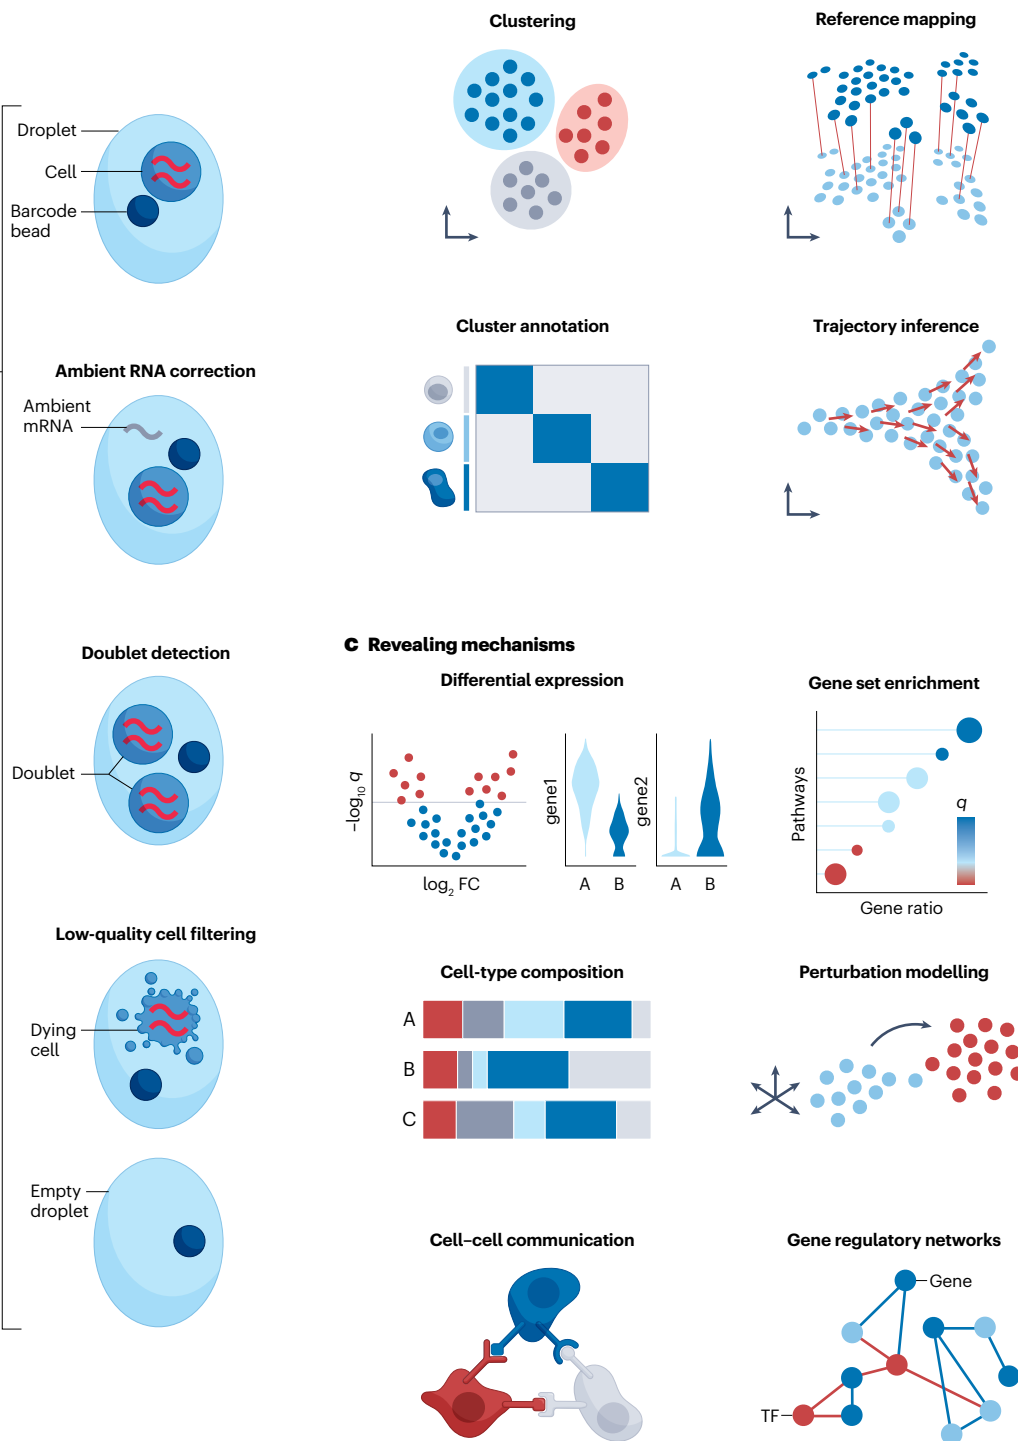 Droplet
Cell
Barcode
bead
Ambient RNA correction
Ambient
mRNA
Doublet detection
Doublet
Low-quality cell filtering
Dying
cell
Empty
droplet
Clustering
Reference mapping
Cluster annotation
Trajectory inference
c Revealing mechanisms
Differential expression
–log10 q
log2 FC
gene1
A B
gene2
A B
Gene set enrichment
Pathways
q
Gene ratio
Cell-type composition
A
B
C
Perturbation modelling
Cell–cell communication
Gene regulatory networks
Gene
TF